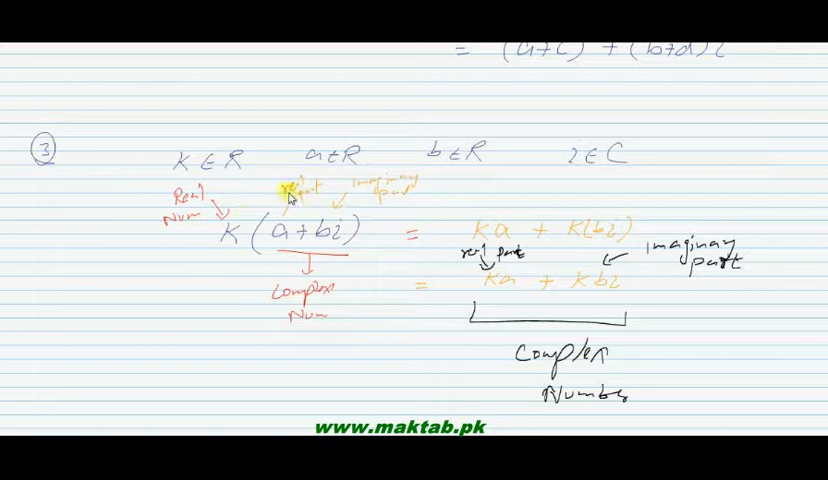 = (a+c) + (b+d) i
3
K ∈ R a ∈ R b ∈ R i ∈ C
Real Num
real part
imaginary part
K (a + bi) = Ka + K(bi)
real part
imaginary part
= Ka + Kbi
Complex Num
Complex Number
www.maktab.pk